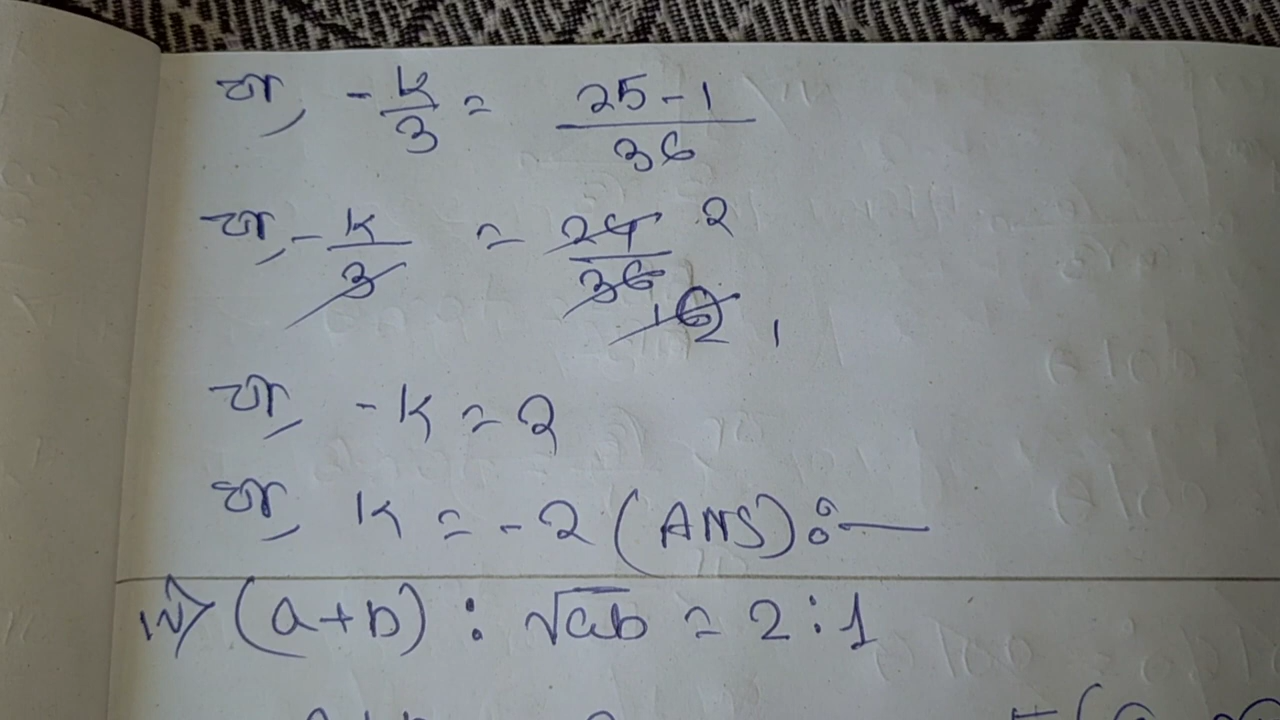 বা, -k/3 = 25-1/36
বা, -k/3 = 24/36 2
12 1
বা, -k = 2
বা, k = -2 (ANS):—
iv) (a+b) : √ab = 2:1